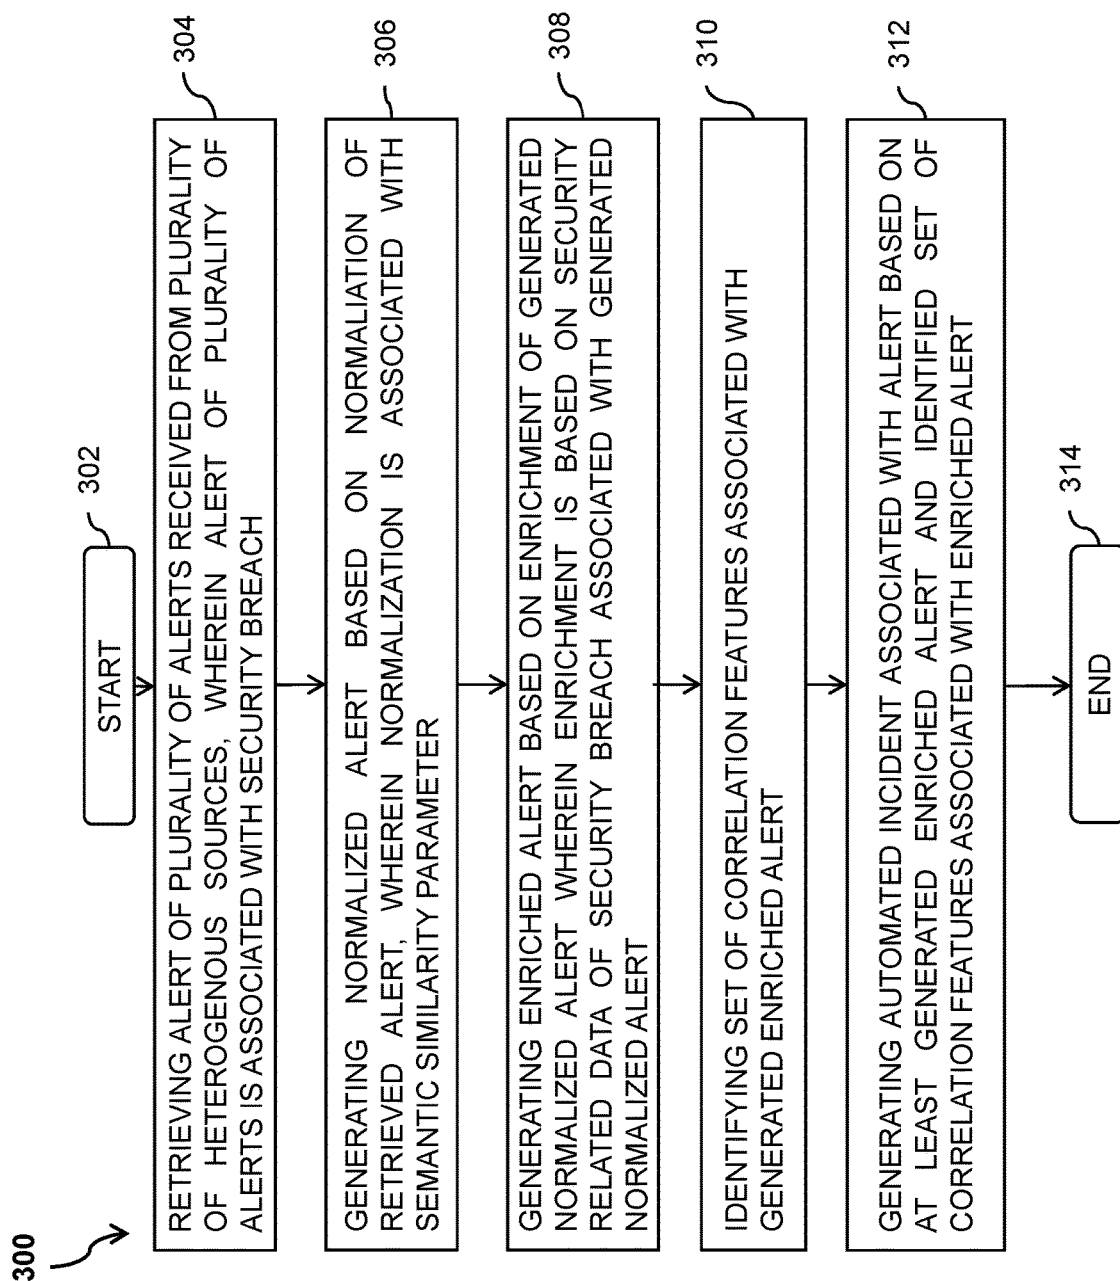 300
START
302
RETRIEVING ALERT OF PLURALITY OF ALERTS RECEIVED FROM PLURALITY
OF HETEROGENOUS SOURCES, WHEREIN ALERT OF PLURALITY OF
ALERTS IS ASSOCIATED WITH SECURITY BREACH
304
GENERATING NORMALIZED ALERT BASED ON NORMALIATION OF
RETRIEVED ALERT, WHEREIN NORMALIZATION IS ASSOCIATED WITH
SEMANTIC SIMILARITY PARAMETER
306
GENERATING ENRICHED ALERT BASED ON ENRICHMENT OF GENERATED
NORMALIZED ALERT WHEREIN ENRICHMENT IS BASED ON SECURITY
RELATED DATA OF SECURITY BREACH ASSOCIATED WITH GENERATED
NORMALIZED ALERT
308
IDENTIFYING SET OF CORRELATION FEATURES ASSOCIATED WITH
GENERATED ENRICHED ALERT
310
GENERATING AUTOMATED INCIDENT ASSOCIATED WITH ALERT BASED ON
AT LEAST GENERATED ENRICHED ALERT AND IDENTIFIED SET OF
CORRELATION FEATURES ASSOCIATED WITH ENRICHED ALERT
312
END
314